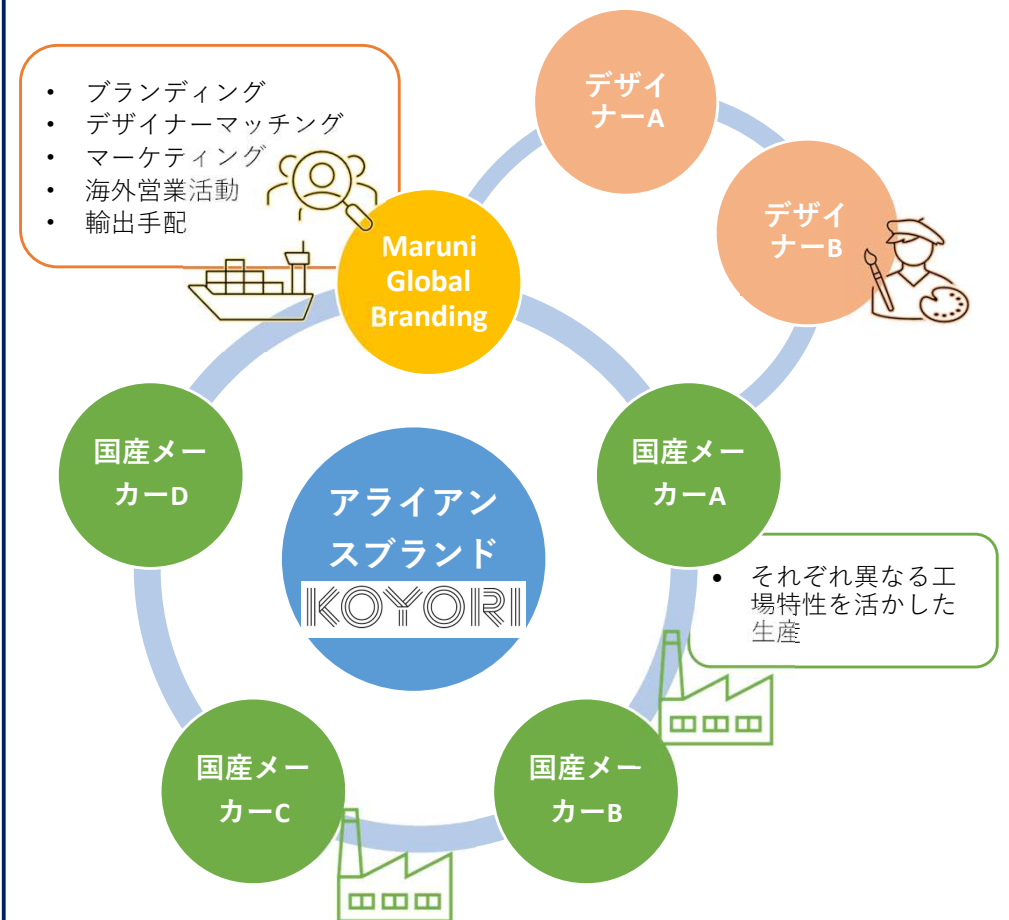 • ブランディング
• デザイナーマッチング
• マーケティング
• 海外営業活動
• 輸出手配
デザイ
ナーA
デザイ
ナーB
Maruni
Global
Branding
国産メー
カーD
国産メー
カーA
アライアン
スブランド
KOYORI
• それぞれ異なる工
場特性を活かした
生産
国産メー
カーC
国産メー
カーB